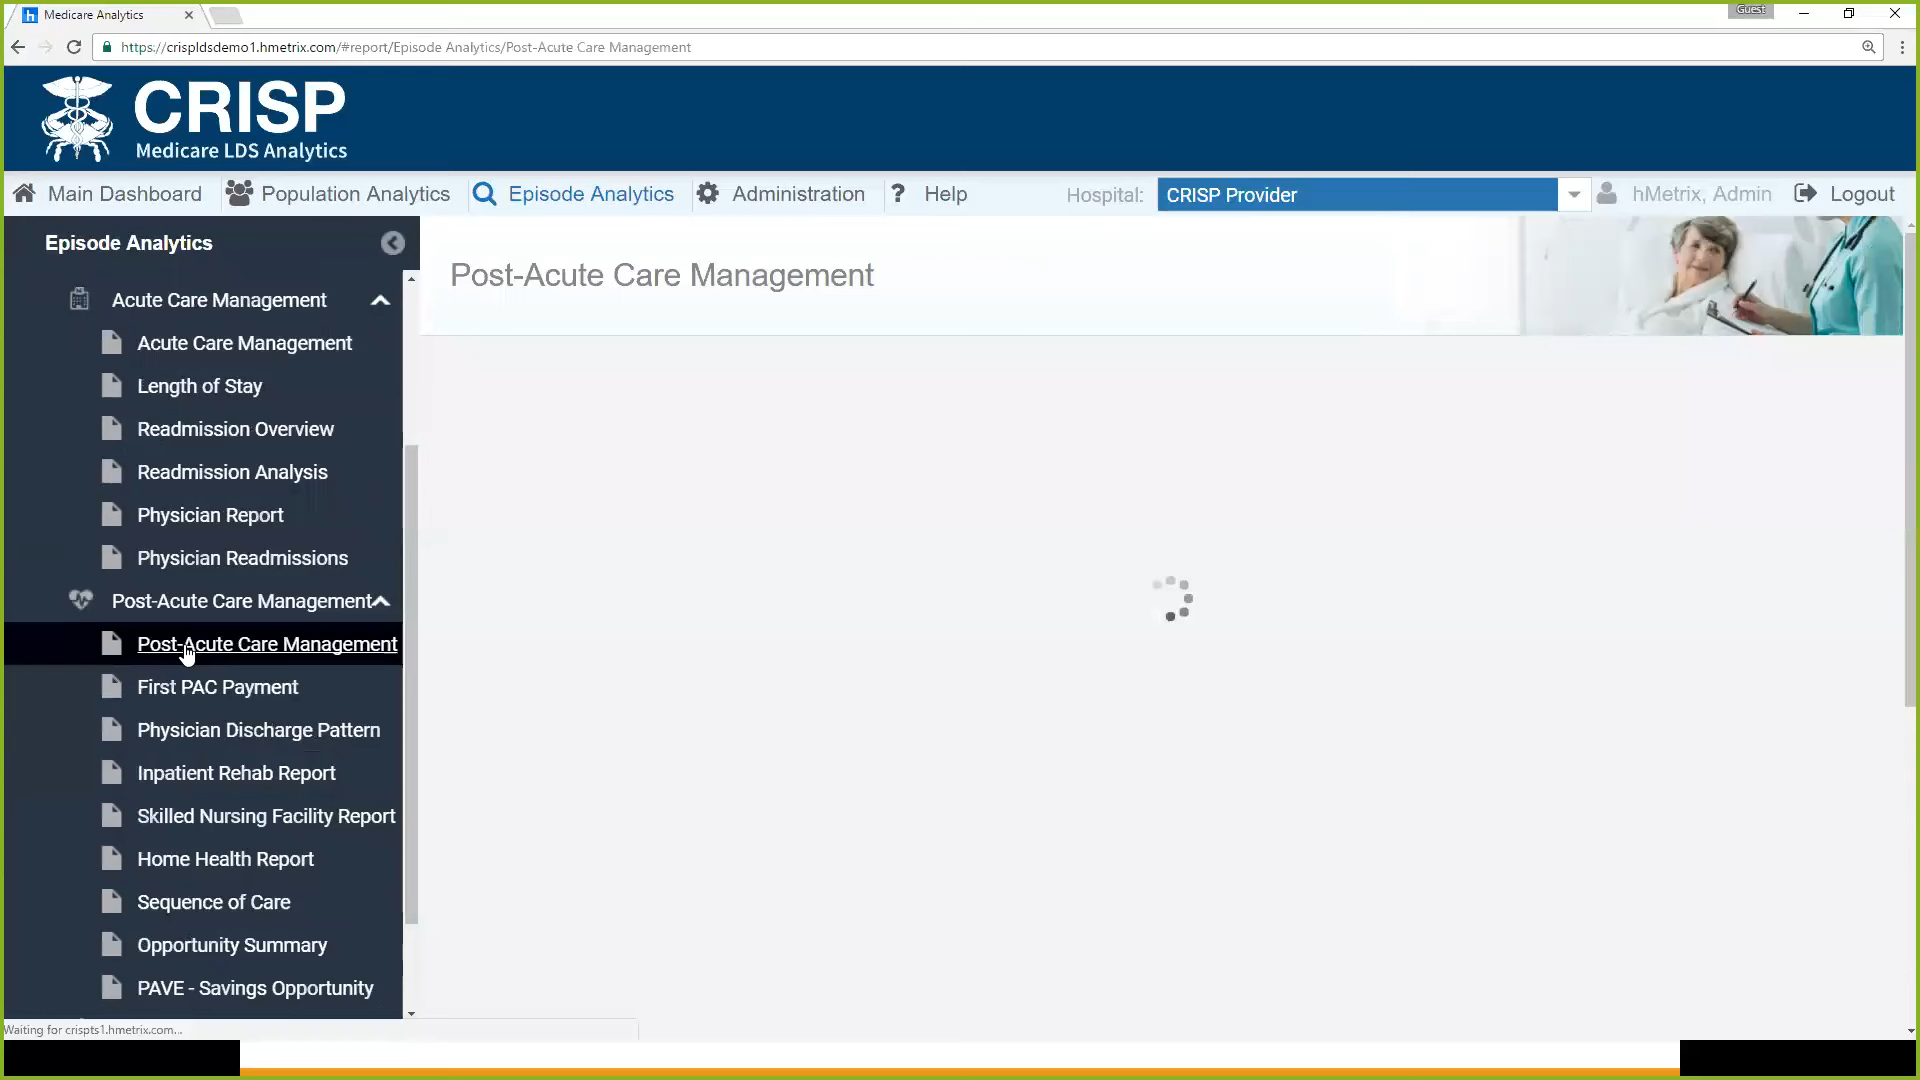 Medicare Analytics
Guest
https://crispldsdemo1.hmetrix.com/#report/Episode Analytics/Post-Acute Care Management
CRISP
Medicare LDS Analytics
Main Dashboard Population Analytics Episode Analytics Administration ? Help Hospital: CRISP Provider hMetrix, Admin Logout
Episode Analytics
Post-Acute Care Management
Acute Care Management
Acute Care Management
Length of Stay
Readmission Overview
Readmission Analysis
Physician Report
Physician Readmissions
Post-Acute Care Management
Post-Acute Care Management
First PAC Payment
Physician Discharge Pattern
Inpatient Rehab Report
Skilled Nursing Facility Report
Home Health Report
Sequence of Care
Opportunity Summary
PAVE - Savings Opportunity
Waiting for crispts1.hmetrix.com...